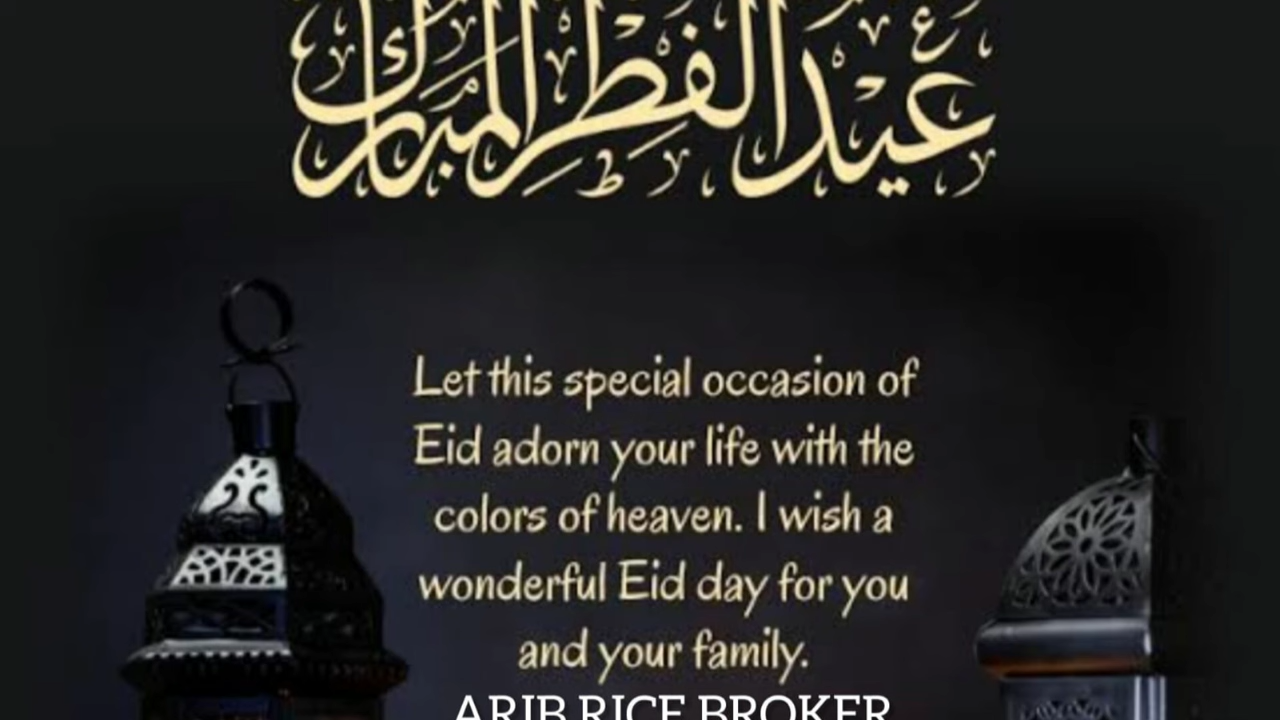 عيد الفطر المبارك
Let this special occasion of
Eid adorn your life with the
colors of heaven. I wish a
wonderful Eid day for you
and your family.
ARIB RICE BROKER